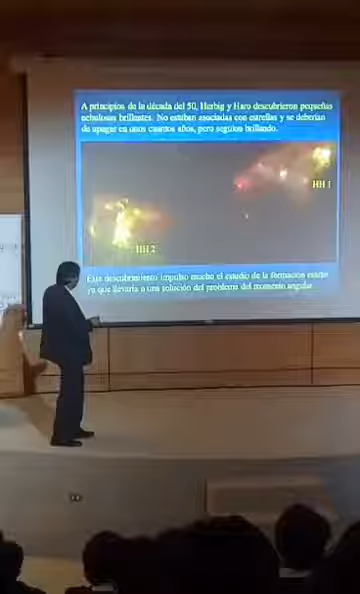 A principios de la década del 50, Herbig y Haro descubrieron pequeñas
nebulosas brillantes. No estaban asociadas con estrellas y se deberían
de apagar en unos cuantos años, pero seguían brillando.
HH 1
HH 2
Este descubrimiento impulso mucho el estudio de la formación estelar
ya que llevaría a una solución del problema del momento angular